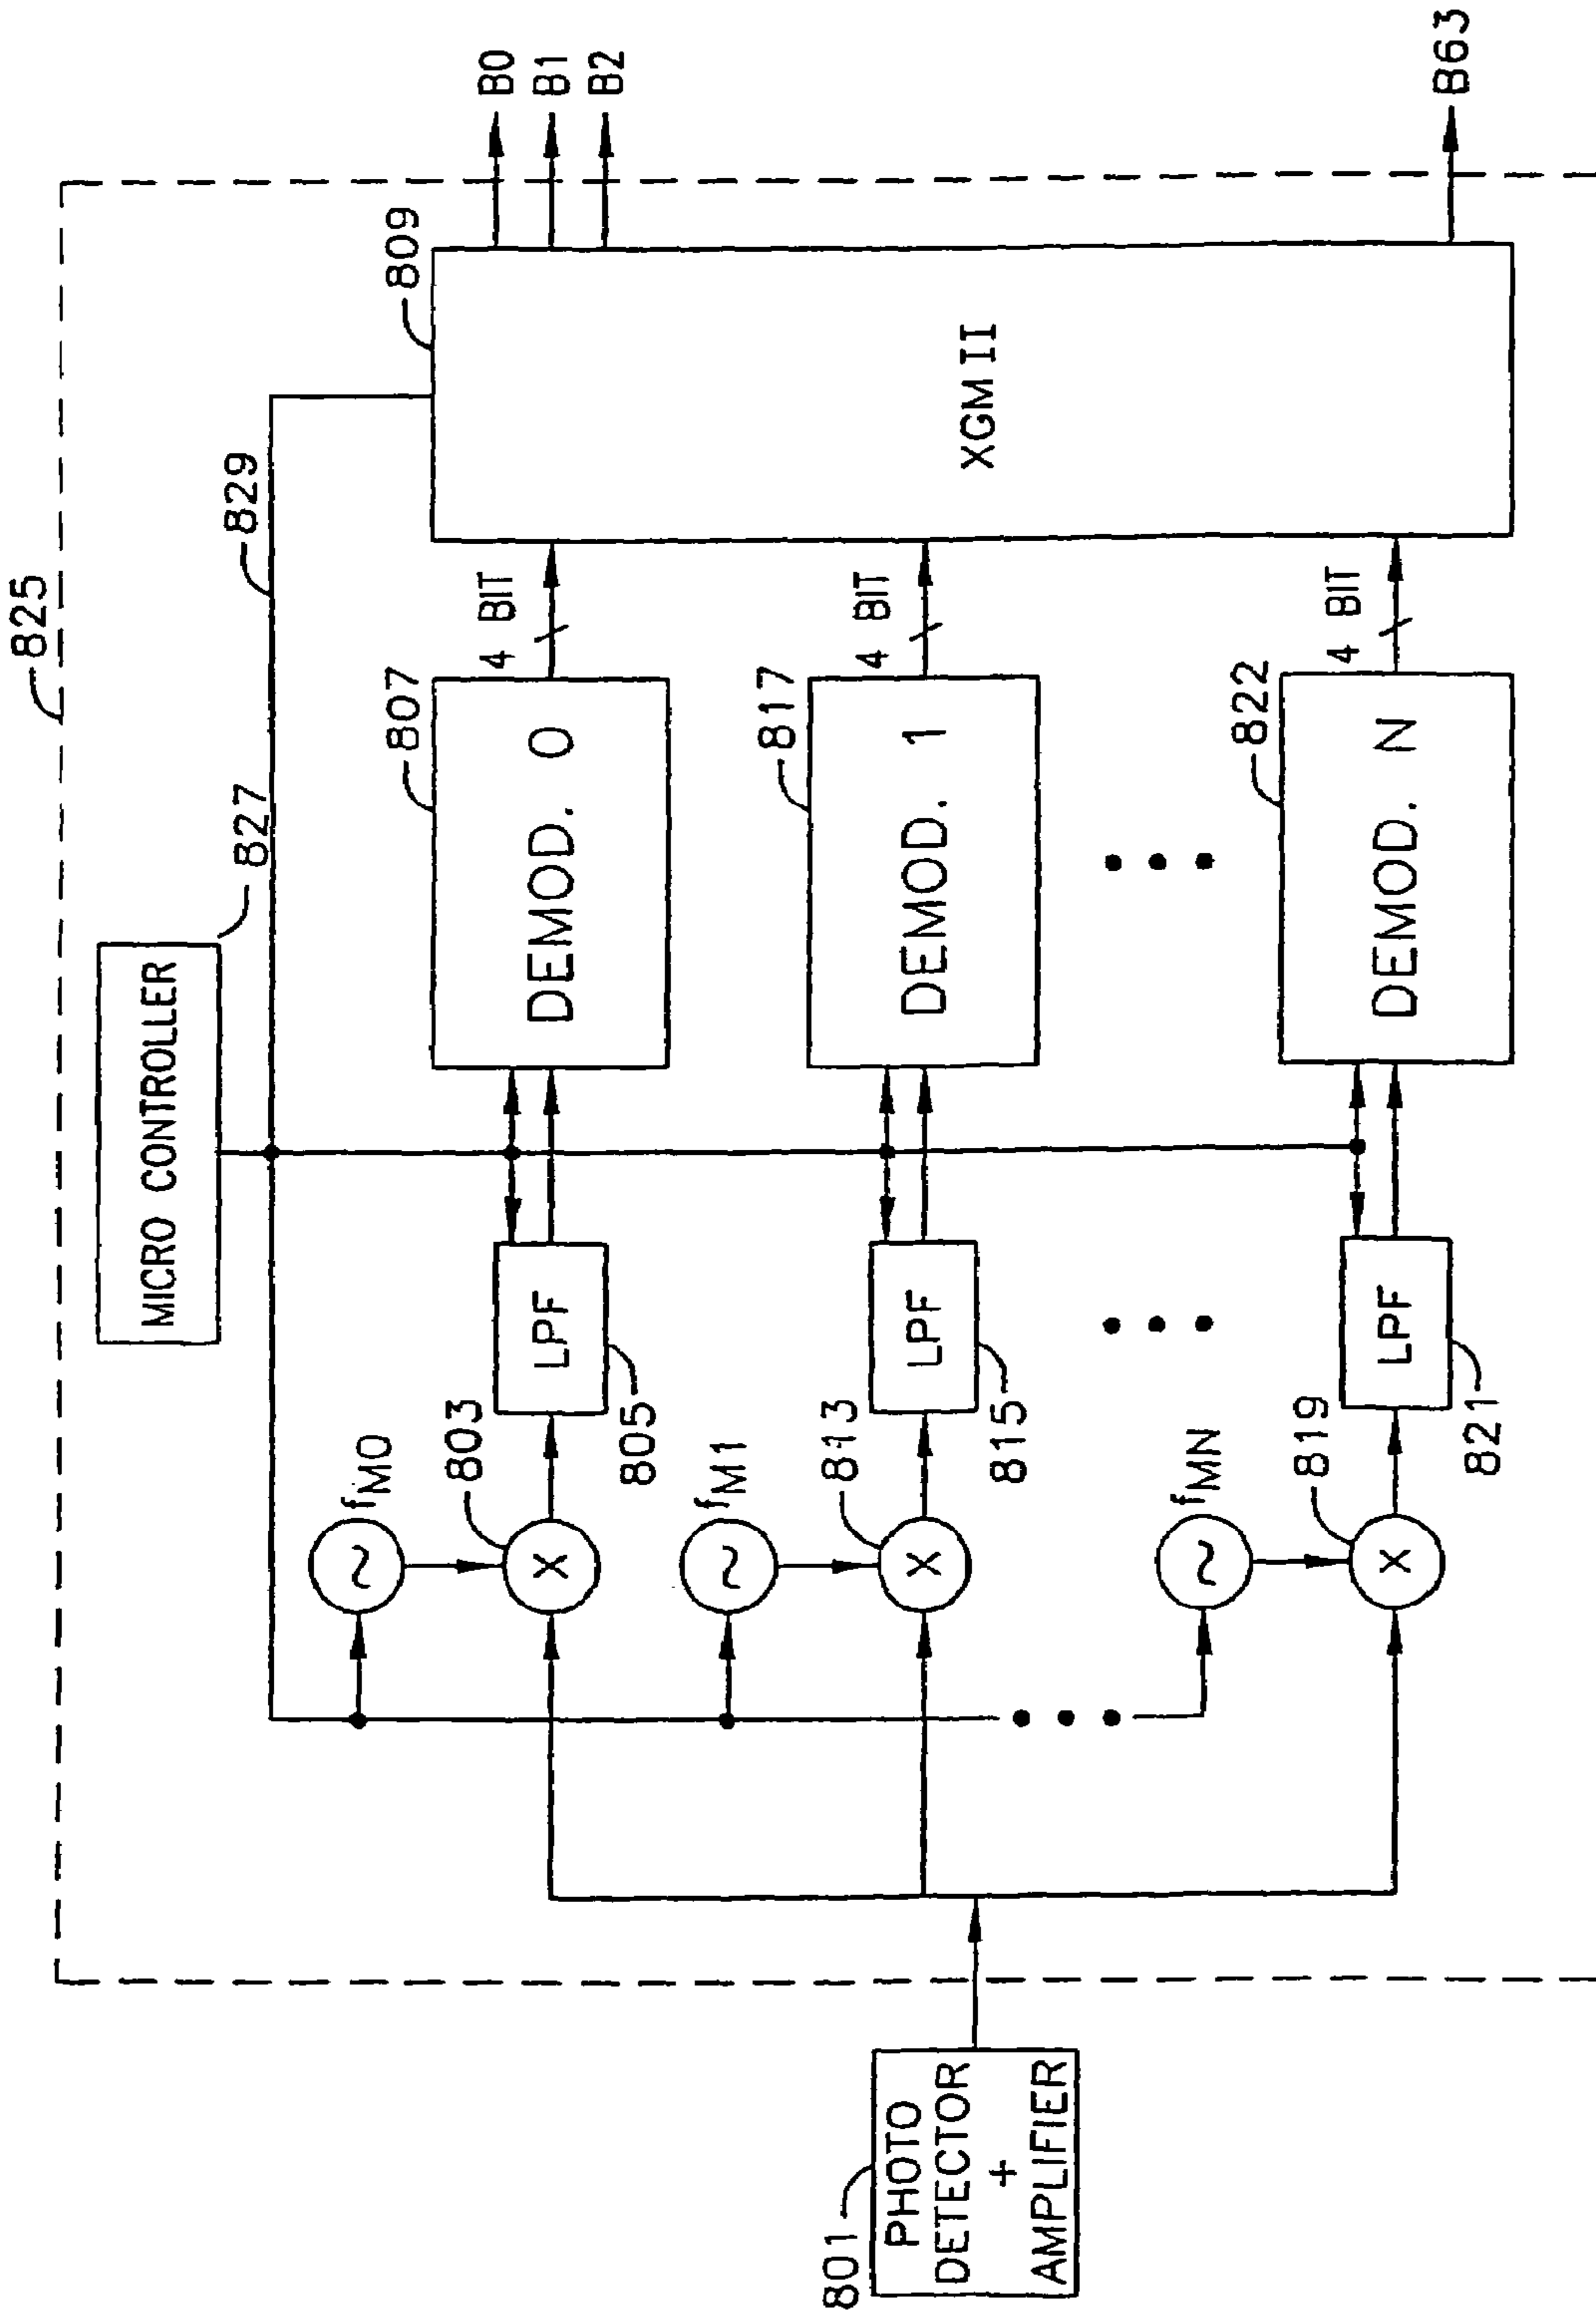 825
MICRO CONTROLLER
827
829
809
B0
B1
B2
B63
fM0
803
LPF
805
807
DEMOD. 0
4 BIT
XGM II
fM1
813
LPF
815
817
DEMOD. 1
4 BIT
fMN
819
LPF
821
822
DEMOD. N
4 BIT
801
PHOTO
DETECTOR
+
AMPLIFIER
X
X
X